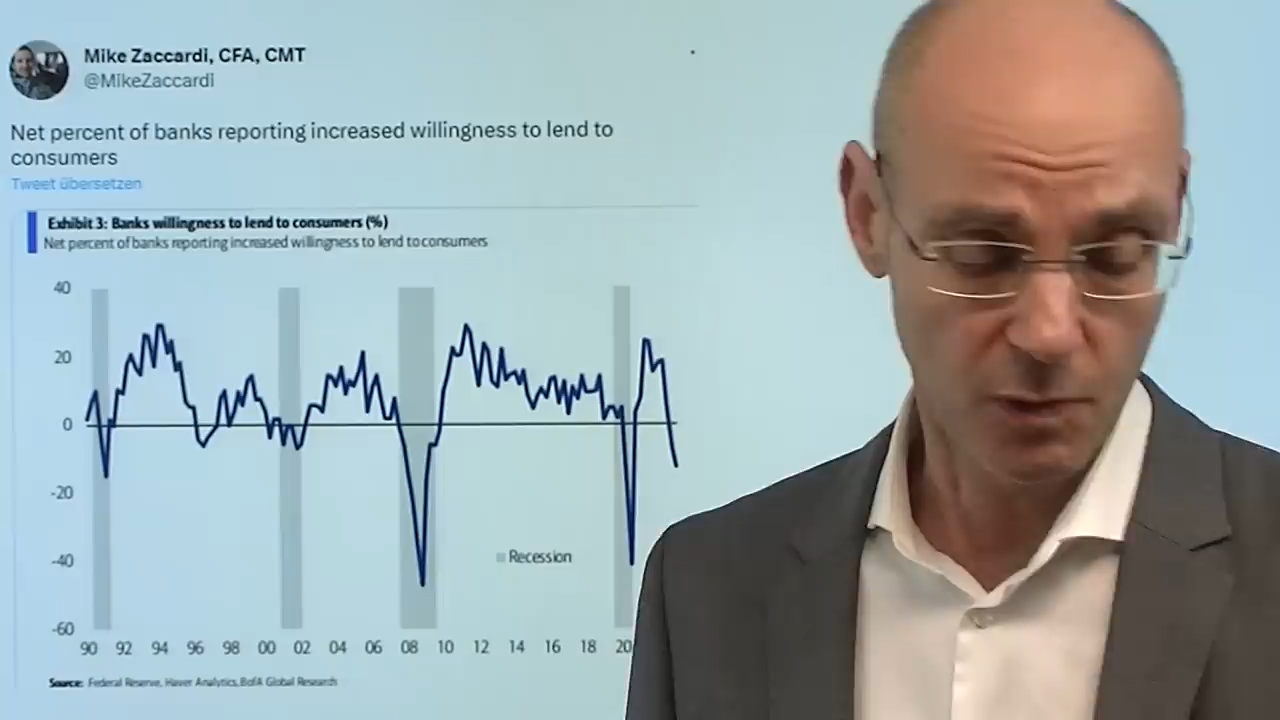 Mike Zaccardi, CFA, CMT
@MikeZaccardi
Net percent of banks reporting increased willingness to lend to
consumers
Tweet übersetzen
Exhibit 3: Banks willingness to lend to consumers (%)
Net percent of banks reporting increased willingness to lend to consumers
40
20
0
-20
-40
-60
Recession
90 92 94 96 98 00 02 04 06 08 10 12 14 16 18 20
Source: Federal Reserve, Haver Analytics, BofA Global Research